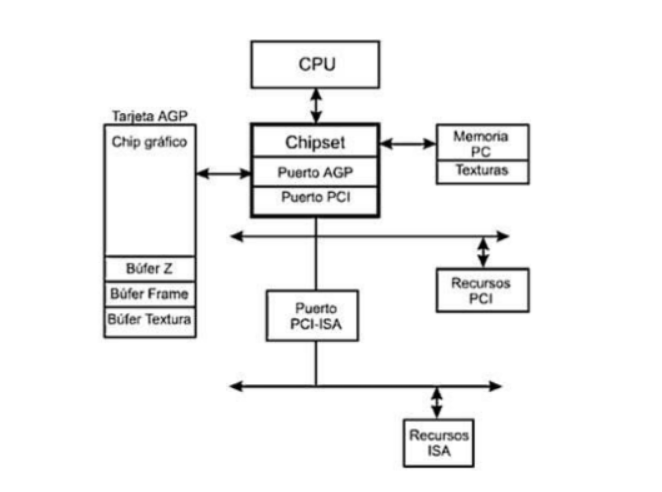 CPU
Tarjeta AGP
Chip gráfico
Búfer Z
Búfer Frame
Búfer Textura
Chipset
Puerto AGP
Puerto PCI
Memoria
PC
Texturas
Recursos
PCI
Puerto
PCI-ISA
Recursos
ISA